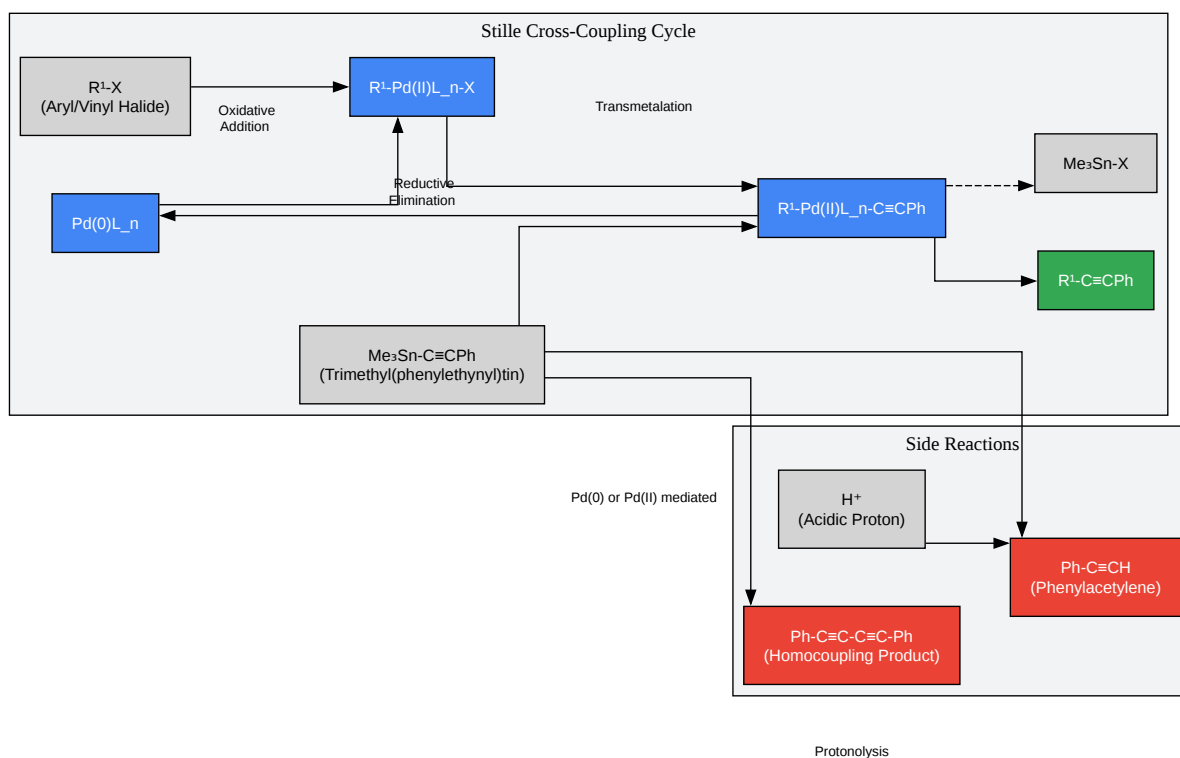 Stille Cross-Coupling Cycle
R¹-X
(Aryl/Vinyl Halide)
Oxidative
Addition
R¹-Pd(II)L_n-X
Transmetalation
Me₃Sn-X
Reductive
Elimination
Pd(0)L_n
R¹-Pd(II)L_n-C≡CPh
R¹-C≡CPh
Me₃Sn-C≡CPh
(Trimethyl(phenylethynyl)tin)
Side Reactions
Pd(0) or Pd(II) mediated
H⁺
(Acidic Proton)
Ph-C≡CH
(Phenylacetylene)
Ph-C≡C-C≡C-Ph
(Homocoupling Product)
Protonolysis